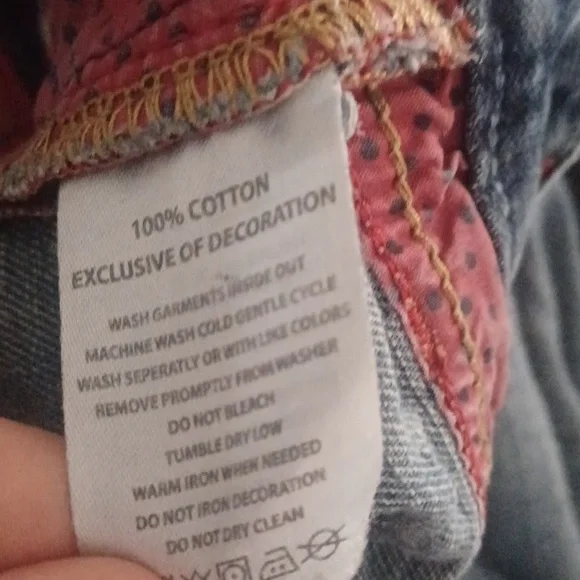 100% COTTON
EXCLUSIVE OF DECORATION
WASH GARMENTS INSIDE OUT
MACHINE WASH COLD GENTLE CYCLE
WASH SEPERATLY OR WITH LIKE COLORS
REMOVE PROMPTLY FROM WASHER
DO NOT BLEACH
TUMBLE DRY LOW
WARM IRON WHEN NEEDED
DO NOT IRON DECORATION
DO NOT DRY CLEAN